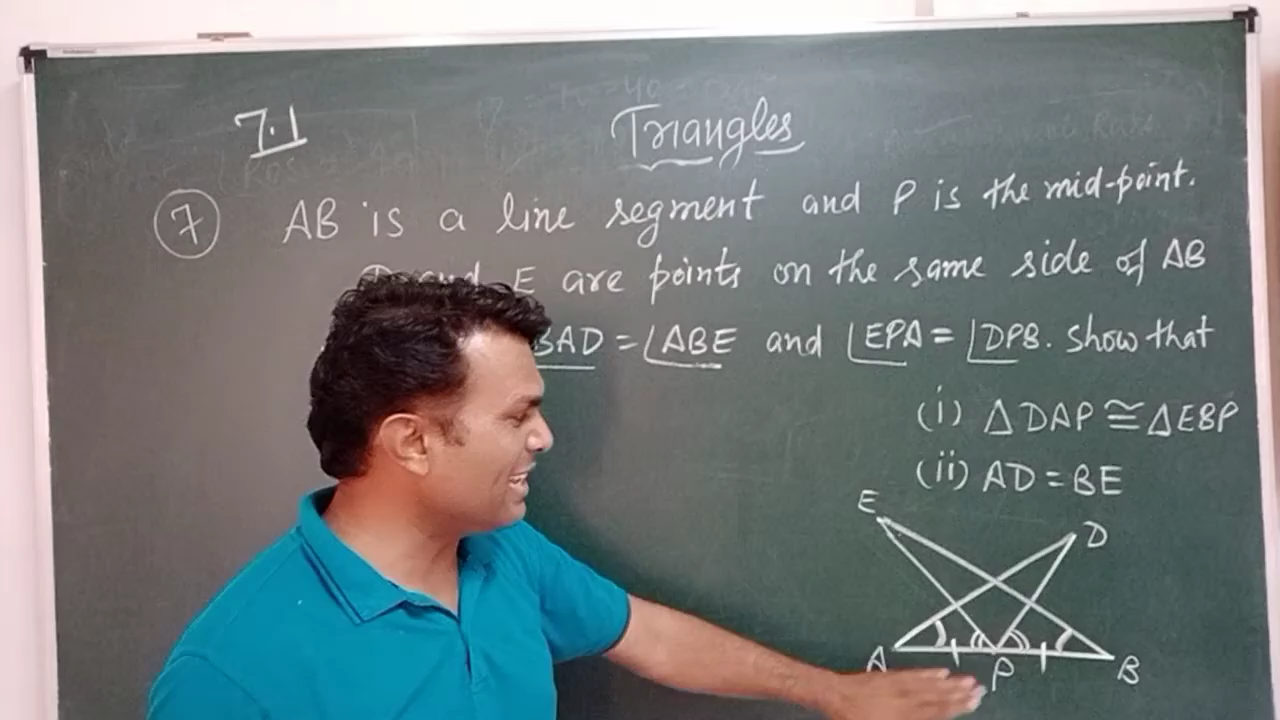 7.1
Triangles
7 AB is a line segment and P is the mid-point.
D and E are points on the same side of AB
BAD = ∠ABE and ∠EPA = ∠DPB. Show that
(i) △DAP ≅ △EBP
(ii) AD = BE
E
D
A
P
B